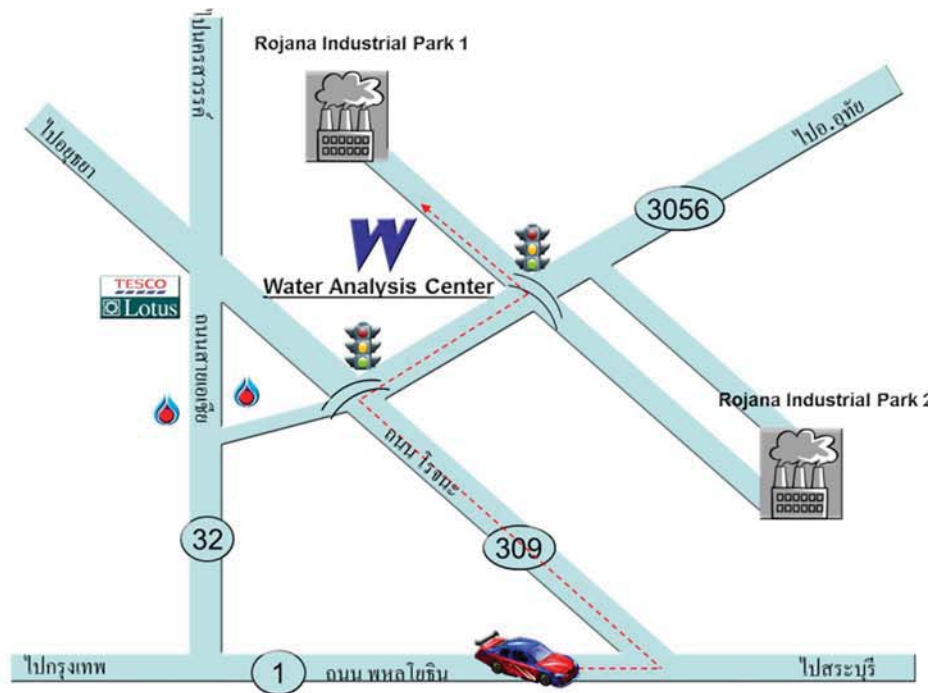 ไปนครสวรรค์
Rojana Industrial Park 1
ไปอยุธยา
ไปอ.อุทัย
3056
W
Water Analysis Center
TESCO
Lotus
ถนนสายเอเซีย
Rojana Industrial Park 2
ถนน โรจนะ
32
309
ไปกรุงเทพ
1
ถนน พหลโยธิน
ไปสระบุรี